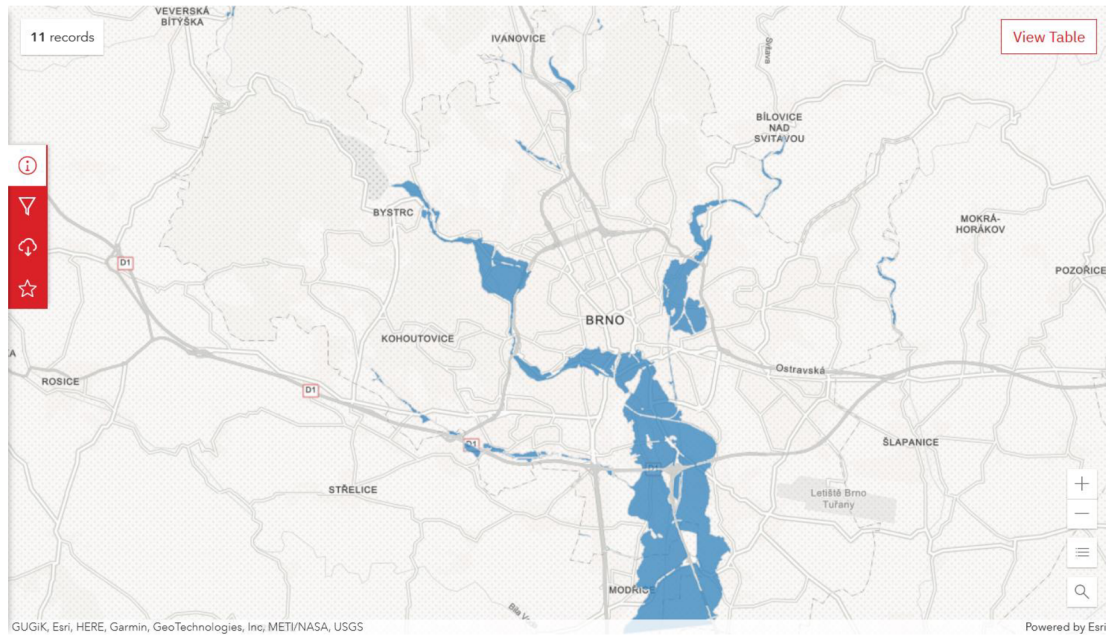 VEVERSKÁ
BÍTÝŠKA
11 records
IVANOVICE
Svitava
View Table
BÍLOVICE
NAD
SVITAVOU
BYSTRC
MOKRÁ-
HORÁKOV
D1
POZOŘICE
BRNO
KOHOUTOVICE
A
ROSICE
Ostravská
D1
D1
ŠLAPANICE
STŘELICE
Letiště Brno
Tuřany
MODŘICE
GUGiK, Esri, HERE, Garmin, GeoTechnologies, Inc, METI/NASA, USGS
Powered by Esri